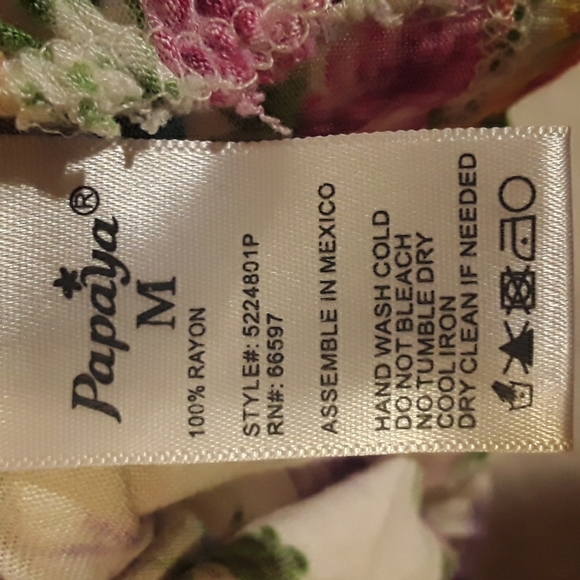 Papaya®
M
100% RAYON
STYLE#: 5224801P
RN#: 66597
ASSEMBLE IN MEXICO
HAND WASH COLD
DO NOT BLEACH
NO TUMBLE DRY
COOL IRON
DRY CLEAN IF NEEDED